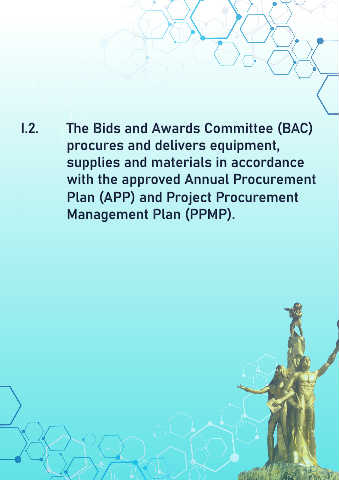 I.2. The Bids and Awards Committee (BAC)
procures and delivers equipment,
supplies and materials in accordance
with the approved Annual Procurement
Plan (APP) and Project Procurement
Management Plan (PPMP).